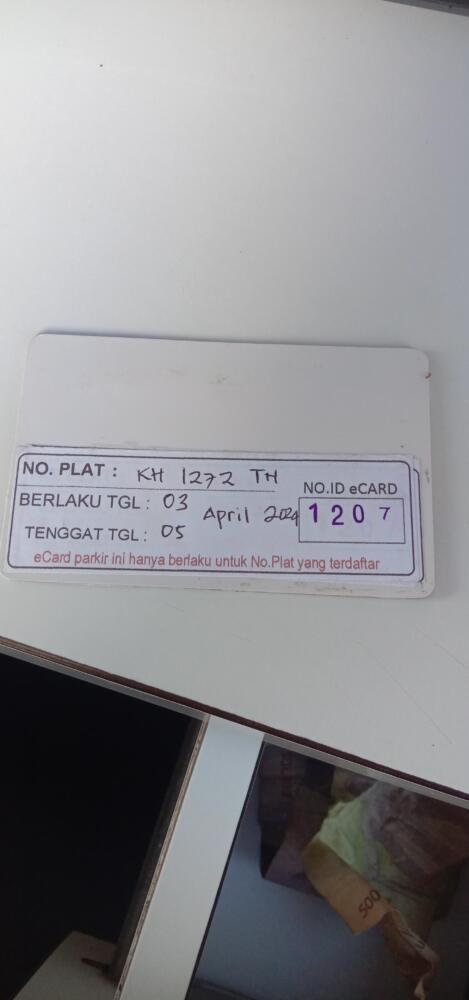 NO. PLAT : KH 1272 TH
NO.ID eCARD
BERLAKU TGL : 03
April 2024
1207
TENGGAT TGL : 05
eCard parkir ini hanya berlaku untuk No.Plat yang terdaftar
500